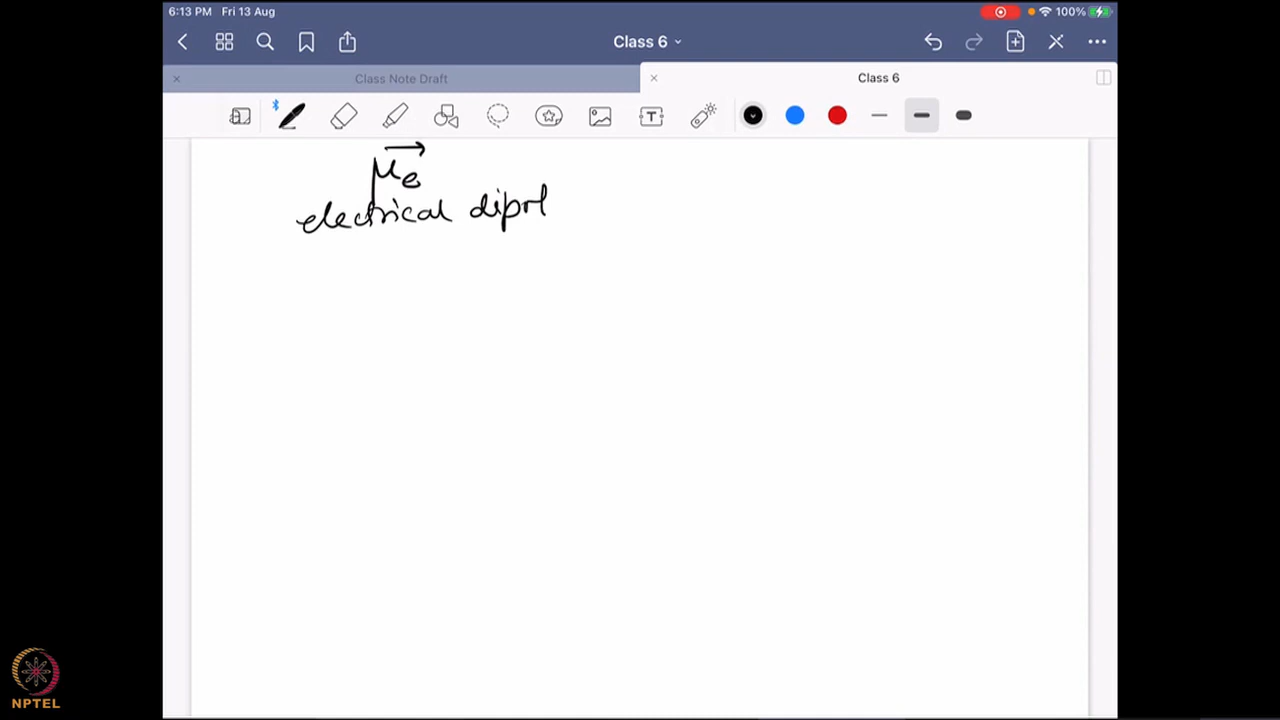 6:13 PM Fri 13 Aug
100%
Class 6
Class Note Draft
Class 6
T
μe
electrical dipol
NPTEL